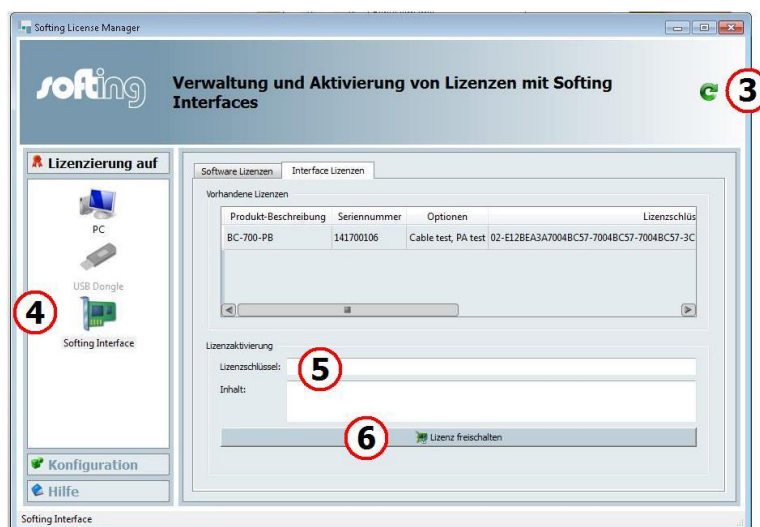 Softing License Manager
softing
Verwaltung und Aktivierung von Lizenzen mit Softing
Interfaces
3
Lizenzierung auf
PC
USB Dongle
4
Softing Interface
Konfiguration
Hilfe
Software Lizenzen
Interface Lizenzen
Vorhandene Lizenzen
Produkt-Beschreibung Seriennummer Optionen Lizenzschlüs
BC-700-PB 141700106 Cable test, PA test 02-E12BEA3A7004BC57-7004BC57-7004BC57-3C
Lizenzaktivierung
Lizenzschlüssel:
5
Inhalt:
6
Lizenz freischalten
Softing Interface